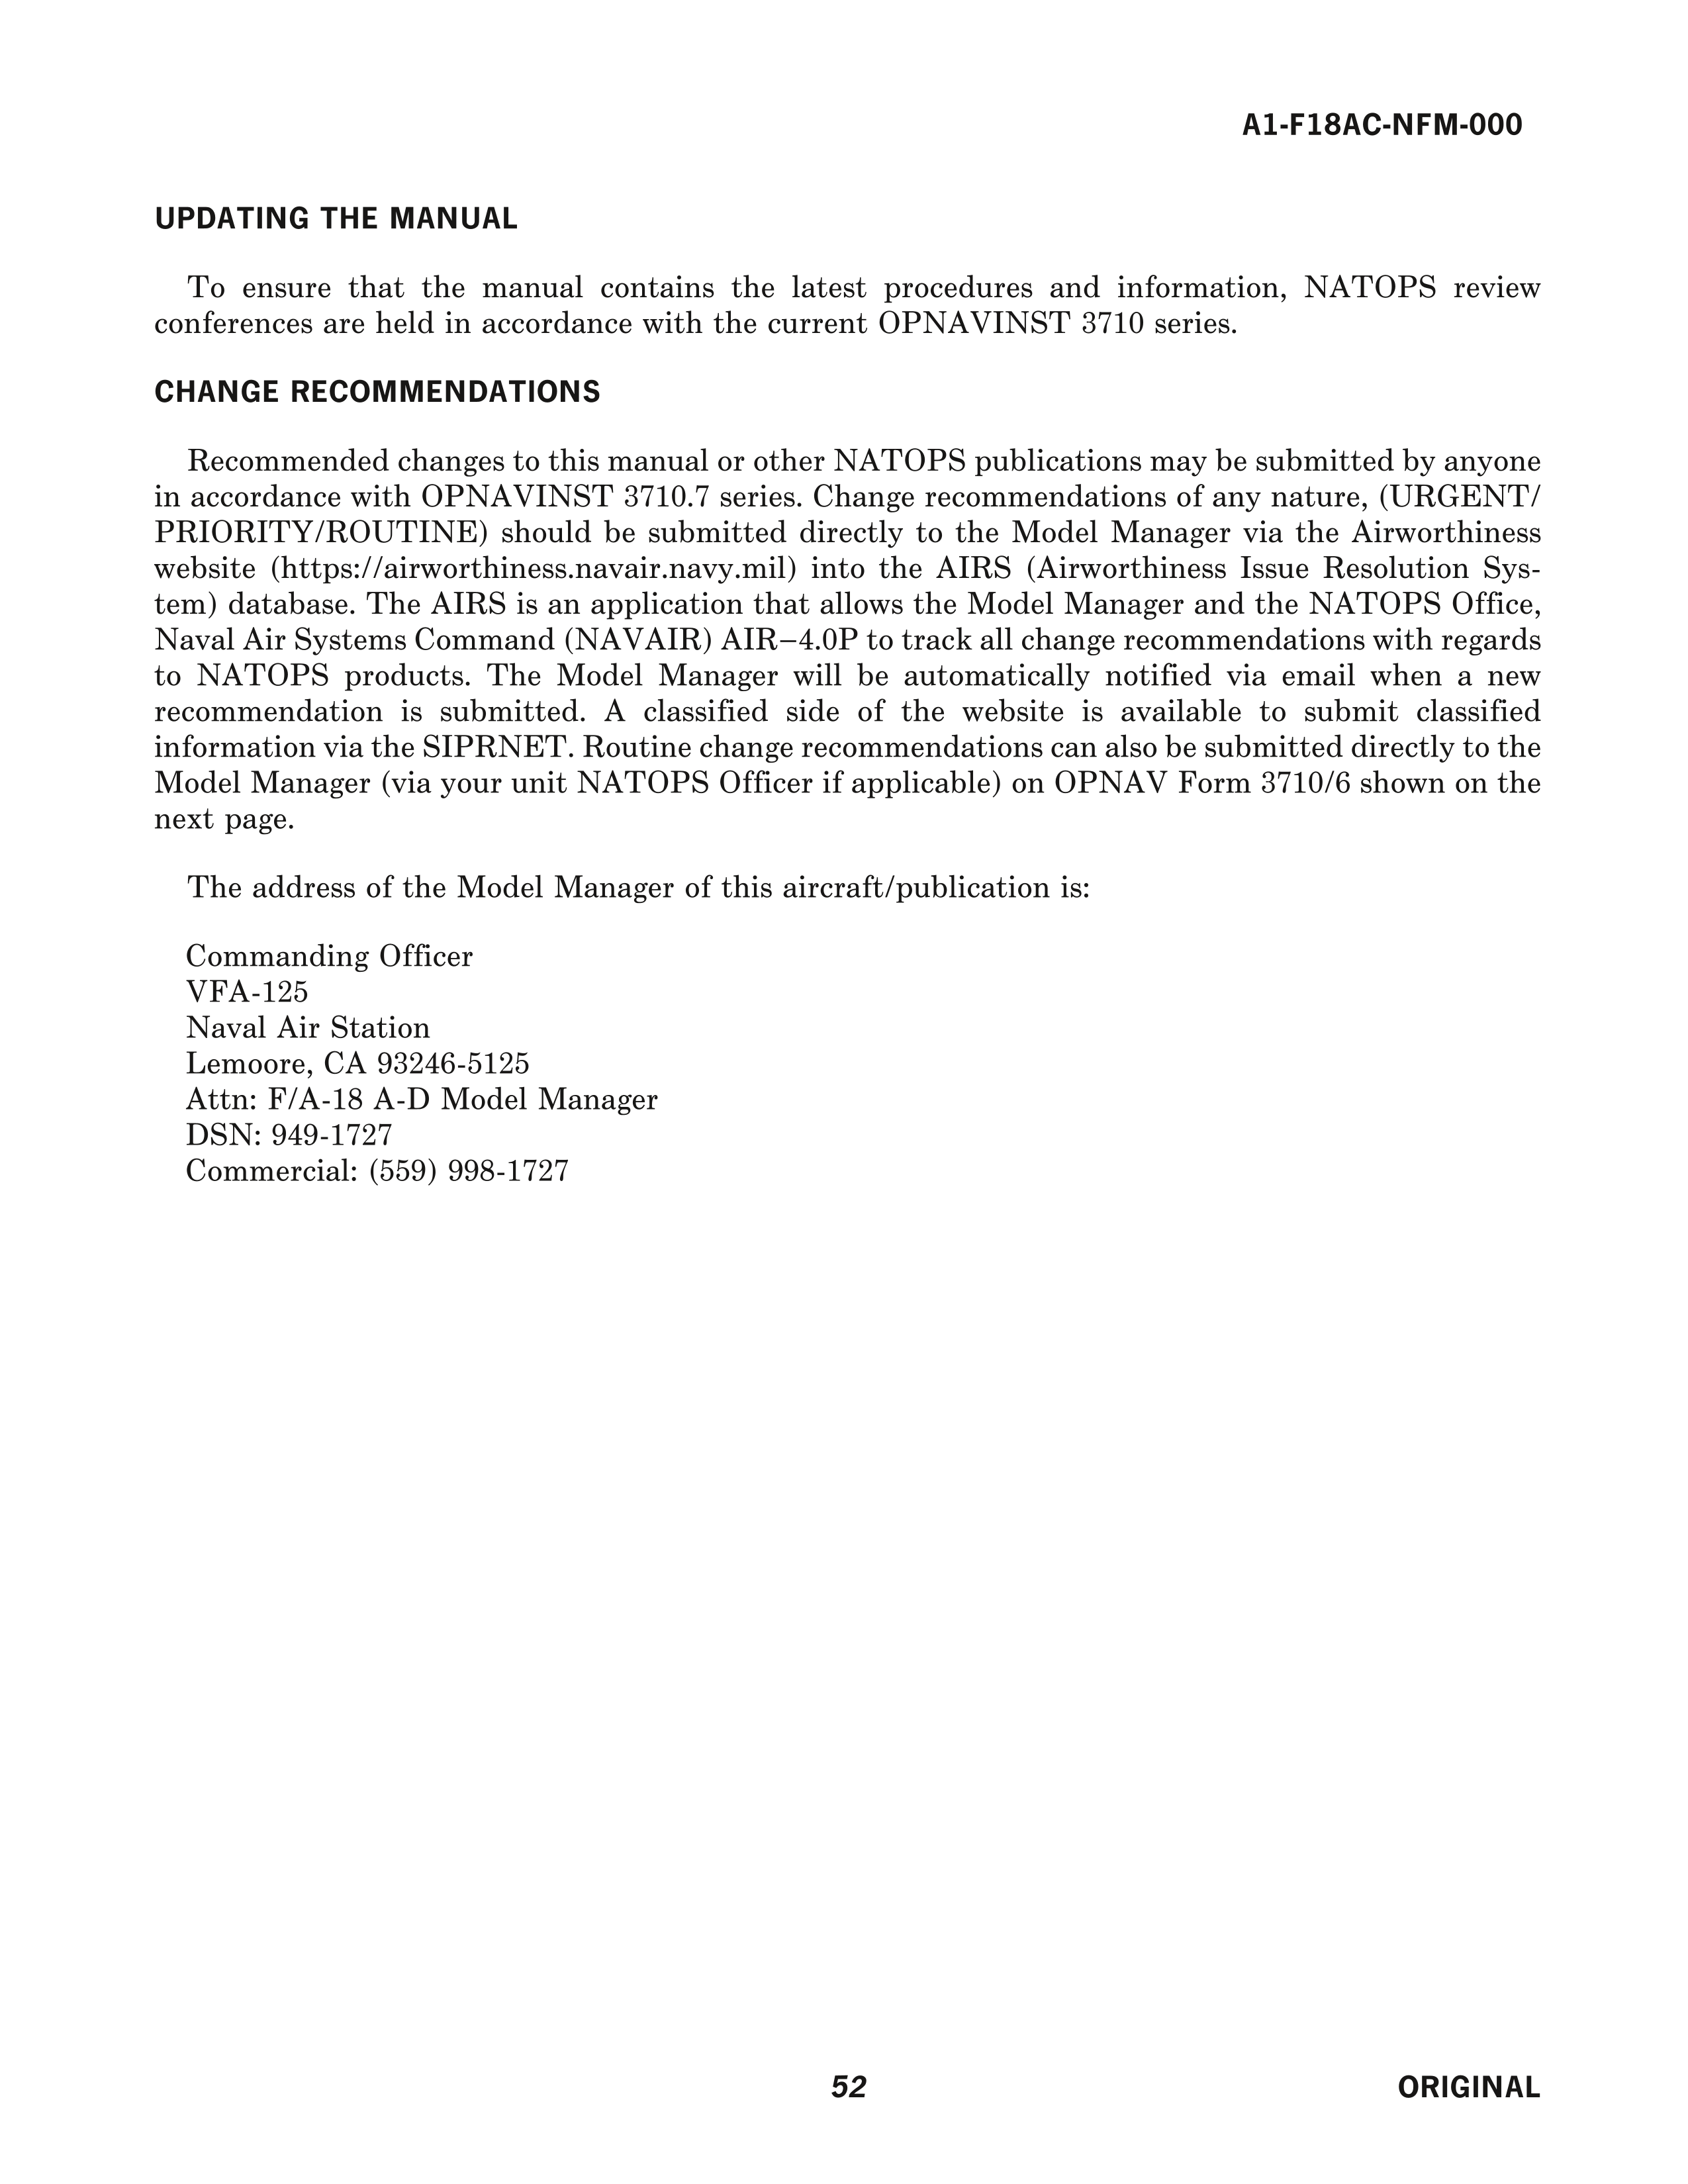 A1-F18AC-NFM-000
UPDATING THE MANUAL
To ensure that the manual contains the latest procedures and information, NATOPS review
conferences are held in accordance with the current OPNAVINST 3710 series.
CHANGE RECOMMENDATIONS
Recommended changes to this manual or other NATOPS publications may be submitted by anyone
in accordance with OPNAVINST 3710.7 series. Change recommendations of any nature, (URGENT/
PRIORITY/ROUTINE) should be submitted directly to the Model Manager via the Airworthiness
website (https://airworthiness.navair.navy.mil) into the AIRS (Airworthiness Issue Resolution Sys-
tem) database. The AIRS is an application that allows the Model Manager and the NATOPS Office,
Naval Air Systems Command (NAVAIR) AIR−4.0P to track all change recommendations with regards
to NATOPS products. The Model Manager will be automatically notified via email when a new
recommendation is submitted. A classified side of the website is available to submit classified
information via the SIPRNET. Routine change recommendations can also be submitted directly to the
Model Manager (via your unit NATOPS Officer if applicable) on OPNAV Form 3710/6 shown on the
next page.
The address of the Model Manager of this aircraft/publication is:
Commanding Officer
VFA-125
Naval Air Station
Lemoore, CA 93246-5125
Attn: F/A-18 A-D Model Manager
DSN: 949-1727
Commercial: (559) 998-1727
52
ORIGINAL